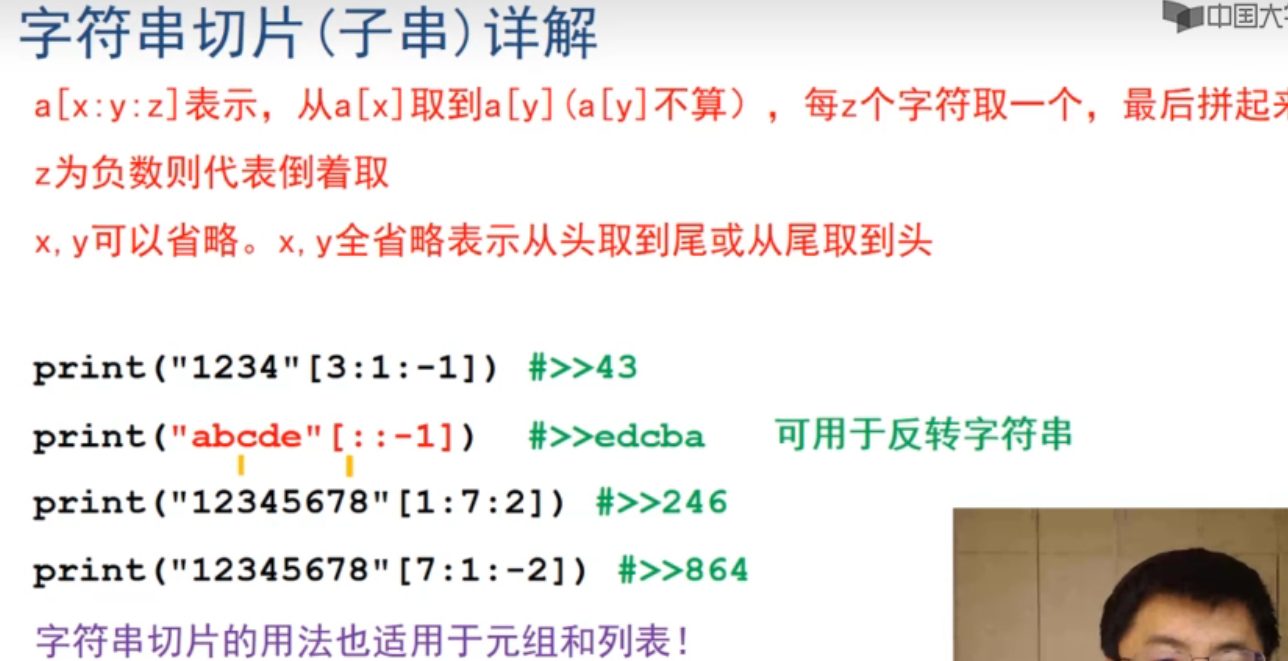 字符串切片(子串)详解
中国大
a[x:y:z]表示，从a[x]取到a[y](a[y]不算），每z个字符取一个，最后拼起
z为负数则代表倒着取
x,y可以省略。x,y全省略表示从头取到尾或从尾取到头
print("1234"[3:1:-1]) #>>43
print("abcde"[::-1]) #>>edcba 可用于反转字符串
print("12345678"[1:7:2]) #>>246
print("12345678"[7:1:-2]) #>>864
字符串切片的用法也适用于元组和列表！